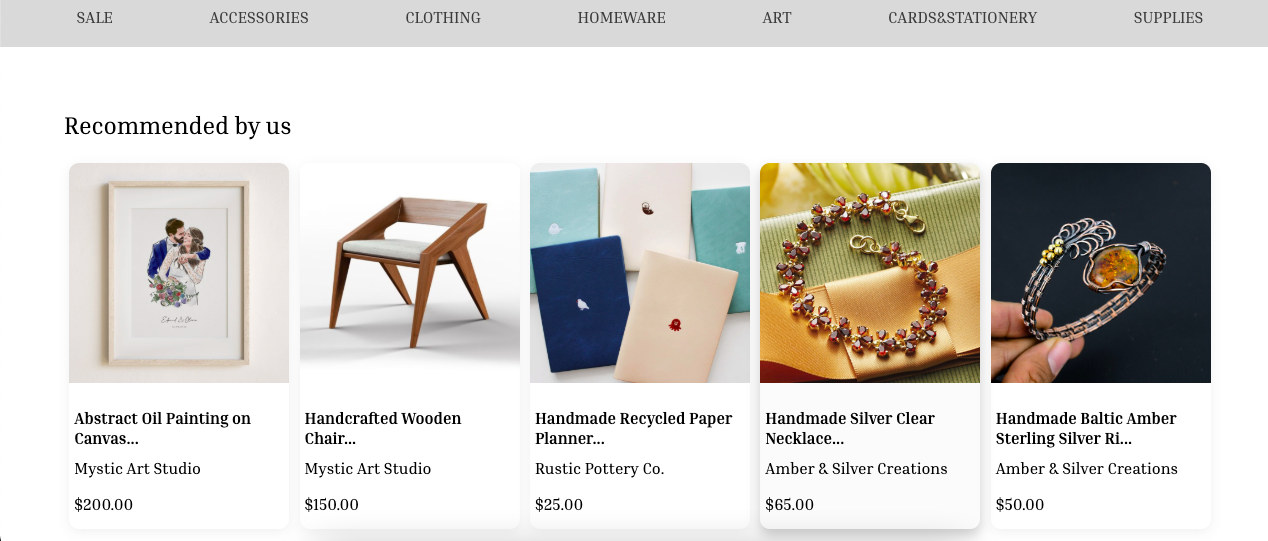 SALE ACCESSORIES CLOTHING HOMEWARE ART CARDS&STATIONERY SUPPLIES
Recommended by us
Abstract Oil Painting on
Canvas...
Mystic Art Studio
$200.00
Handcrafted Wooden
Chair...
Mystic Art Studio
$150.00
Handmade Recycled Paper
Planner...
Rustic Pottery Co.
$25.00
Handmade Silver Clear
Necklace...
Amber & Silver Creations
$65.00
Handmade Baltic Amber
Sterling Silver Ri...
Amber & Silver Creations
$50.00